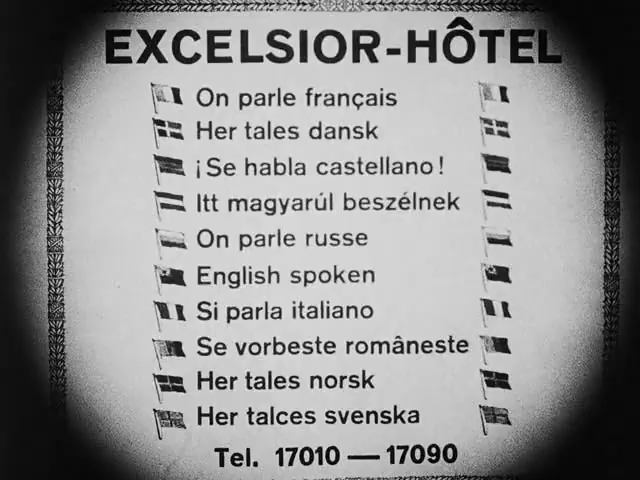 EXCELSIOR-HÔTEL
On parle français
Her tales dansk
¡Se habla castellano!
Itt magyarúl beszélnek
On parle russe
English spoken
Si parla italiano
Se vorbeste româneste
Her tales norsk
Her talces svenska
Tel. 17010 — 17090